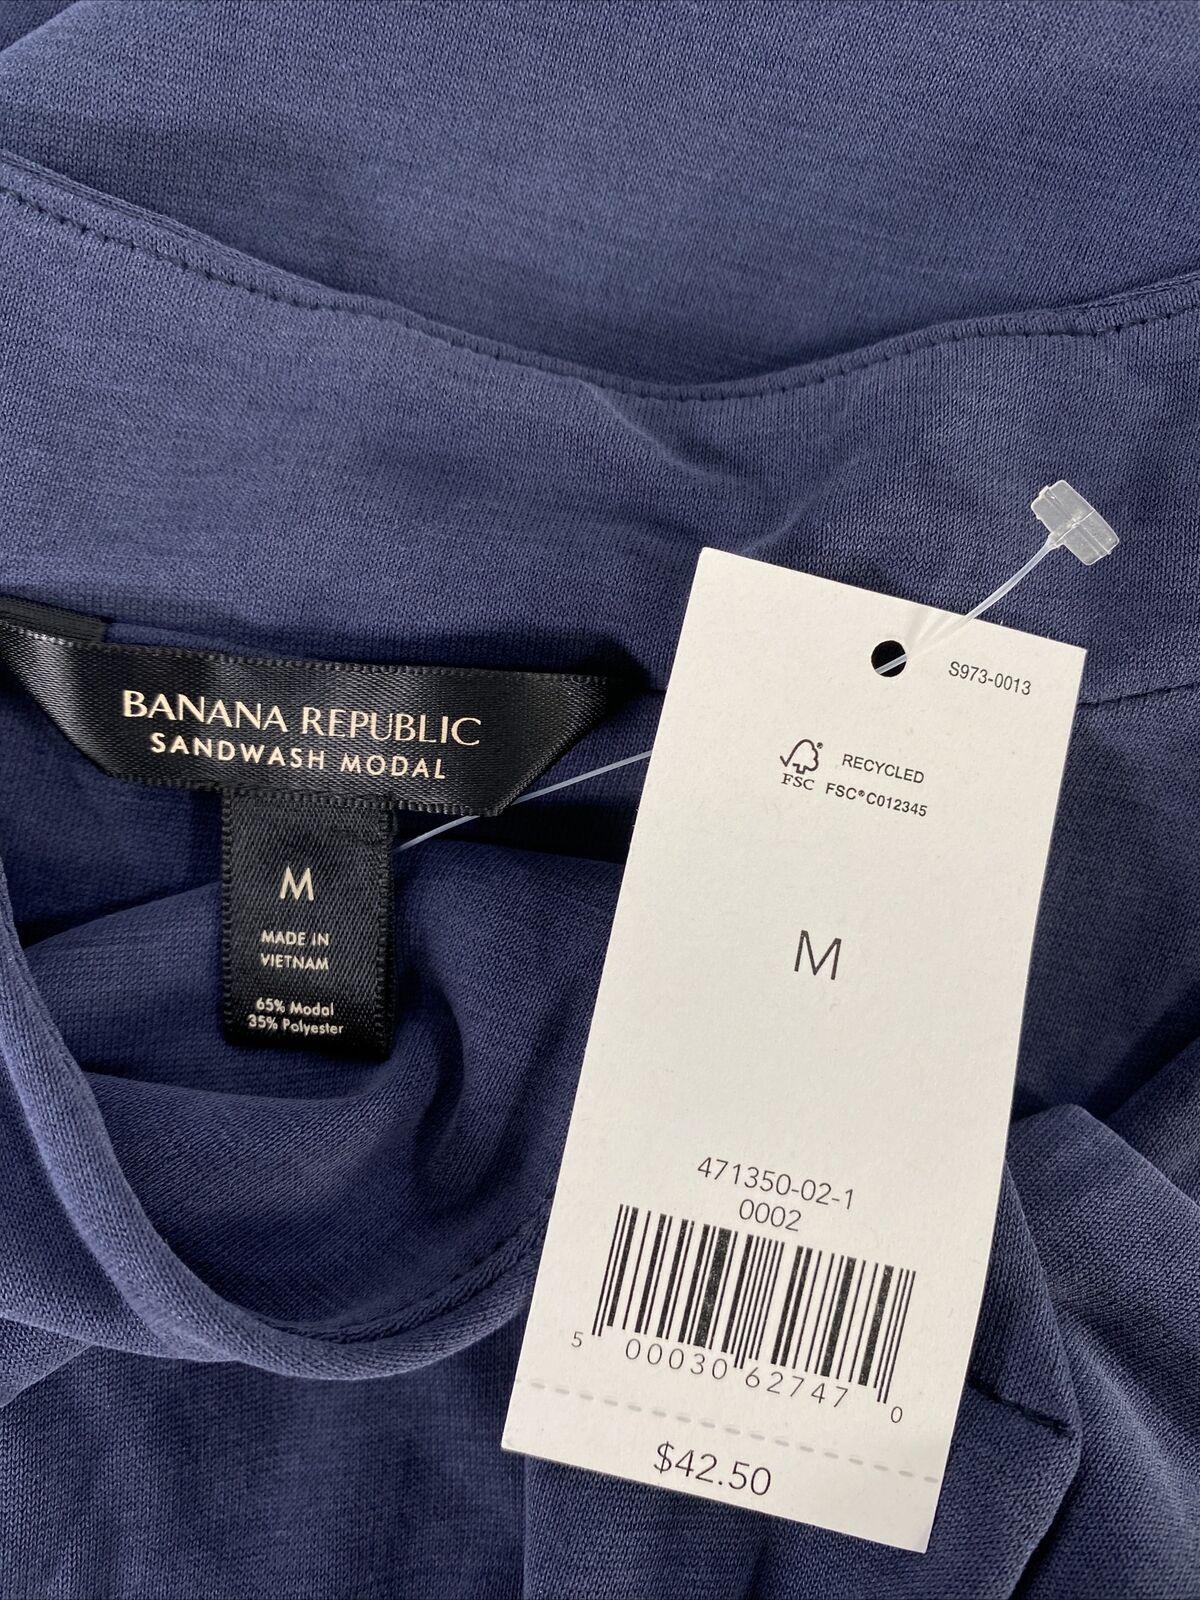 BANANA REPUBLIC
SANDWASH MODAL
M
MADE IN
VIETNAM
65% Modal
35% Polyester
S973-0013
FSC®
RECYCLED
FSC®C012345
M
471350-02-1
0002
5 00030 62747 0
$42.50